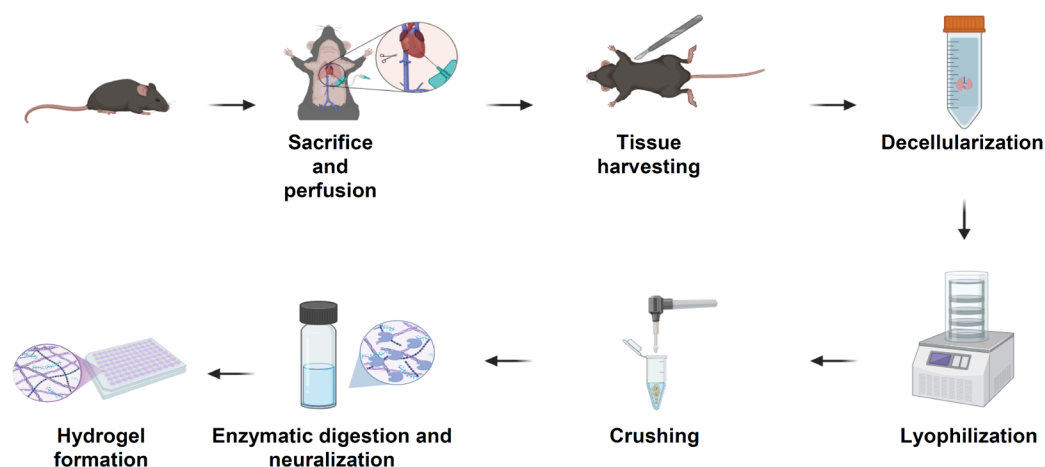 Sacrifice
and
perfusion
Tissue
harvesting
Decellularization
Lyophilization
Crushing
Enzymatic digestion and
neuralization
Hydrogel
formation